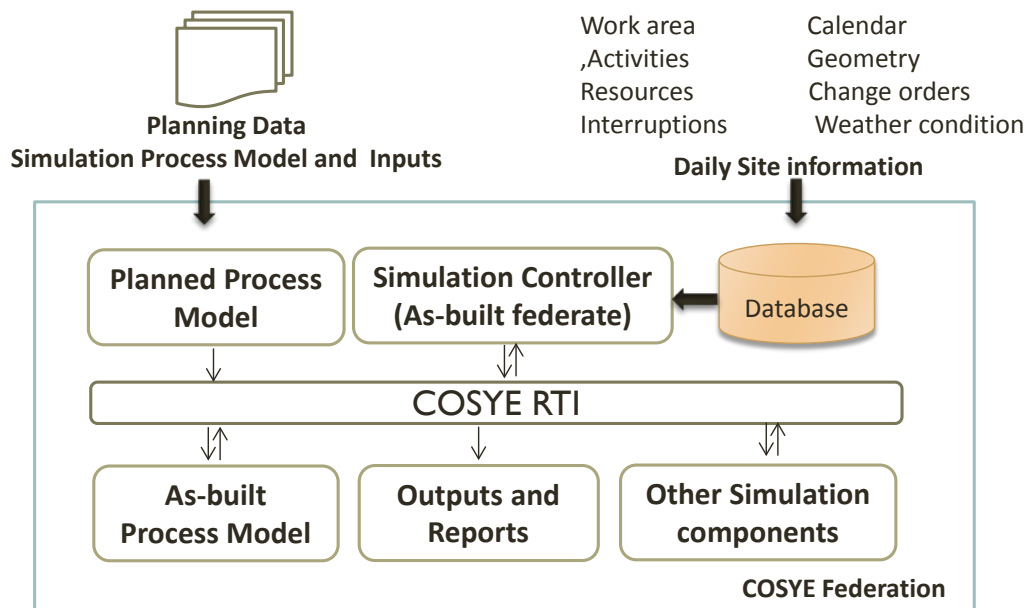 Work area
,Activities
Resources
Interruptions
Calendar
Geometry
Change orders
Weather condition
Planning Data
Simulation Process Model and Inputs
Daily Site information
Planned Process
Model
Simulation Controller
(As-built federate)
Database
COSYE RTI
As-built
Process Model
Outputs and
Reports
Other Simulation
components
COSYE Federation